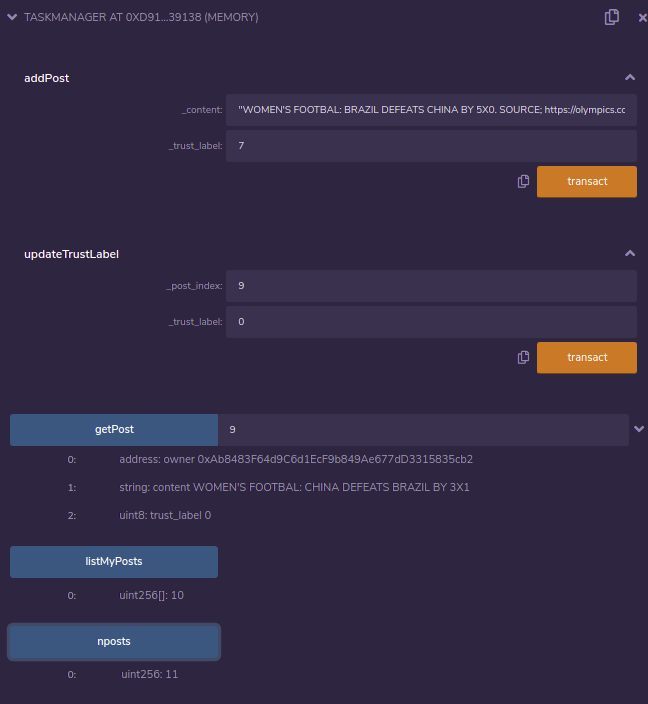 TASKMANAGER AT 0XD91...39138 (MEMORY)
addPost
_content: "WOMEN'S FOOTBAL: BRAZIL DEFEATS CHINA BY 5X0. SOURCE; https://olympics.cc
_trust_label: 7
transact
updateTrustLabel
_post_index: 9
_trust_label: 0
transact
getPost 9
0: address: owner 0xAb8483F64d9C6d1EcF9b849Ae677dD3315835cb2
1: string: content WOMEN'S FOOTBAL: CHINA DEFEATS BRAZIL BY 3X1
2: uint8: trust_label 0
listMyPosts
0: uint256[]: 10
nposts
0: uint256: 11